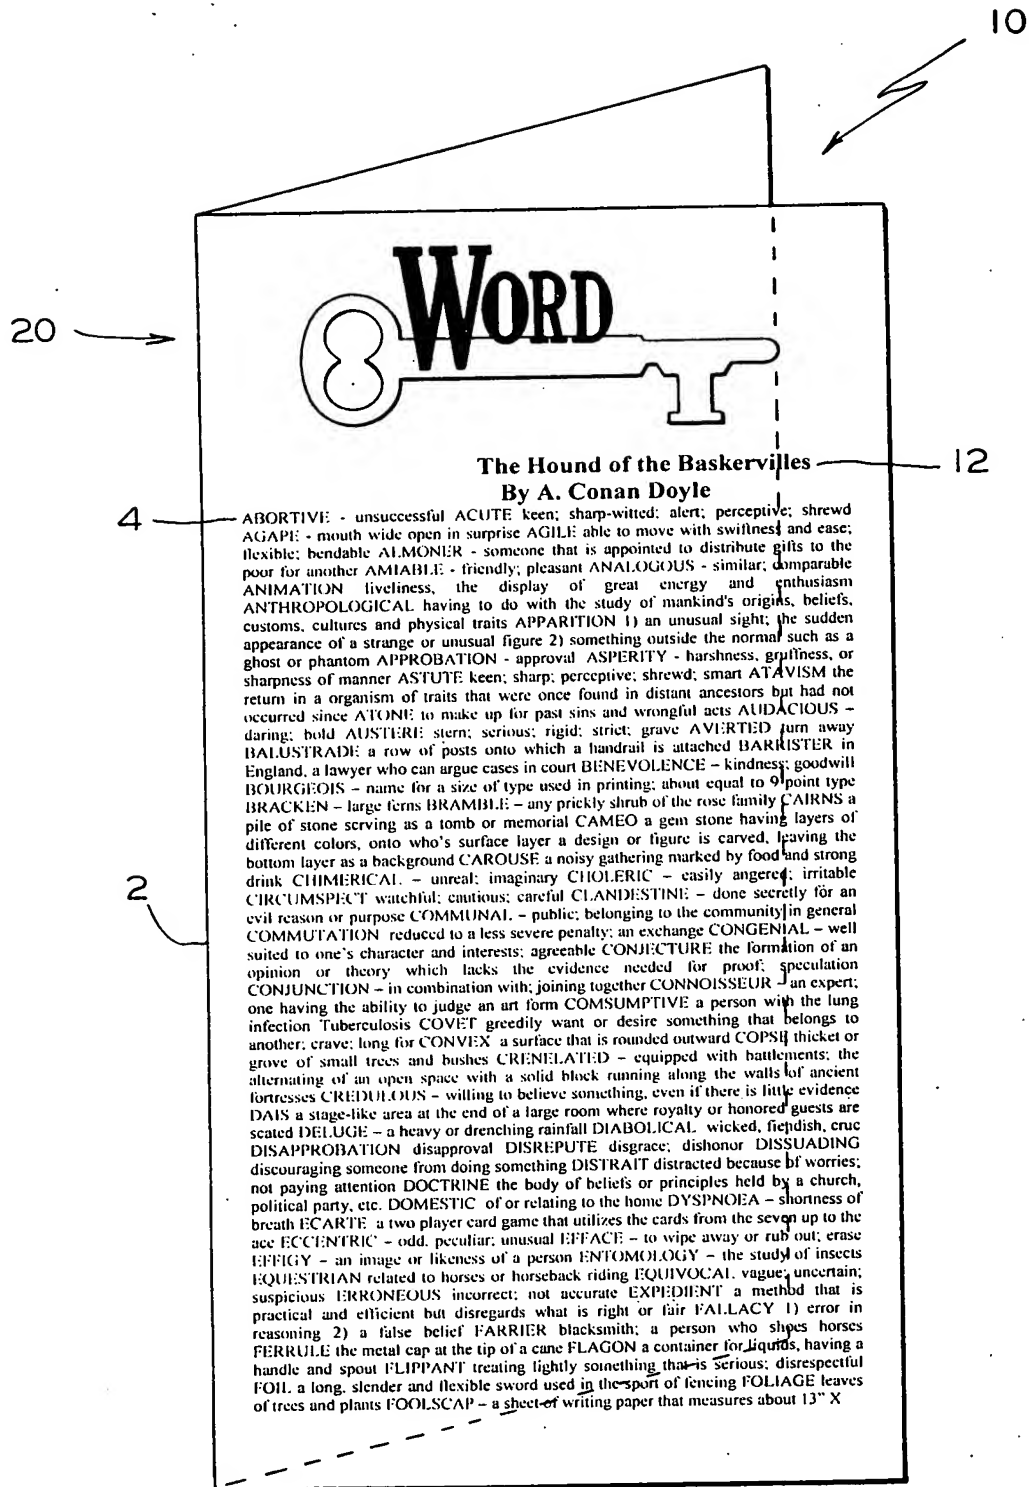 10
20
WORD
The Hound of the Baskervilles
12
By A. Conan Doyle
4
ABORTIVE - unsuccessful ACUTE keen; sharp-witted; alert; perceptive; shrewd
AGAPE - mouth wide open in surprise AGILE able to move with swiftness and ease;
flexible; bendable ALMONER - someone that is appointed to distribute gifts to the
poor for another AMIABLE - friendly; pleasant ANALOGOUS - similar; comparable
ANIMATION liveliness, the display of great energy and enthusiasm
ANTHROPOLOGICAL having to do with the study of mankind's origins, beliefs,
customs, cultures and physical traits APPARITION 1) an unusual sight; the sudden
appearance of a strange or unusual figure 2) something outside the normal such as a
ghost or phantom APPROBATION - approval ASPERITY - harshness, gruffness, or
sharpness of manner ASTUTE keen; sharp; perceptive; shrewd; smart ATAVISM the
return in a organism of traits that were once found in distant ancestors but had not
occurred since ATONE to make up for past sins and wrongful acts AUDACIOUS –
daring; bold AUSTERE stern; serious; rigid; strict; grave AVERTED turn away
BALUSTRADE a row of posts onto which a handrail is attached BARRISTER in
England, a lawyer who can argue cases in court BENEVOLENCE – kindness; goodwill
BOURGEOIS – name for a size of type used in printing; about equal to 9 point type
BRACKEN – large ferns BRAMBLE – any prickly shrub of the rose family CAIRNS a
pile of stone serving as a tomb or memorial CAMEO a gem stone having layers of
different colors, onto who's surface layer a design or figure is carved, leaving the
bottom layer as a background CAROUSE a noisy gathering marked by food and strong
drink CHIMERICAL – unreal; imaginary CHOLERIC – easily angered; irritable
2
CIRCUMSPECT watchful; cautious; careful CLANDESTINE – done secretly for an
evil reason or purpose COMMUNAL – public; belonging to the community in general
COMMUTATION reduced to a less severe penalty; an exchange CONGENIAL – well
suited to one's character and interests; agreeable CONJECTURE the formation of an
opinion or theory which lacks the evidence needed for proof; speculation
CONJUNCTION – in combination with; joining together CONNOISSEUR – an expert;
one having the ability to judge an art form COMSUMPTIVE a person with the lung
infection Tuberculosis COVET greedily want or desire something that belongs to
another; crave; long for CONVEX a surface that is rounded outward COPSE thicket or
grove of small trees and bushes CRENELATED – equipped with battlements; the
alternating of an open space with a solid block running along the walls of ancient
fortresses CREDULOUS – willing to believe something, even if there is little evidence
DAIS a stage-like area at the end of a large room where royalty or honored guests are
seated DELUGE – a heavy or drenching rainfall DIABOLICAL wicked, fiendish, cruc
DISAPPROBATION disapproval DISREPUTE disgrace; dishonor DISSUADING
discouraging someone from doing something DISTRAIT distracted because of worries;
not paying attention DOCTRINE the body of beliefs or principles held by a church,
political party, etc. DOMESTIC of or relating to the home DYSPNOEA – shortness of
breath ECARTE a two player card game that utilizes the cards from the seven up to the
ace ECCENTRIC – odd, peculiar; unusual EFFACE – to wipe away or rub out; erase
EFFIGY – an image or likeness of a person ENTOMOLOGY – the study of insects
EQUESTRIAN related to horses or horseback riding EQUIVOCAL vague; uncertain;
suspicious ERRONEOUS incorrect; not accurate EXPEDIENT a method that is
practical and efficient but disregards what is right or fair FALLACY 1) error in
reasoning 2) a false belief FARRIER blacksmith; a person who shoes horses
FERRULE the metal cap at the tip of a cane FLAGON a container for liquids, having a
handle and spout FLIPPANT treating lightly something that is serious; disrespectful
FOIL a long, slender and flexible sword used in the sport of fencing FOLIAGE leaves
of trees and plants FOOLSCAP – a sheet of writing paper that measures about 13" X